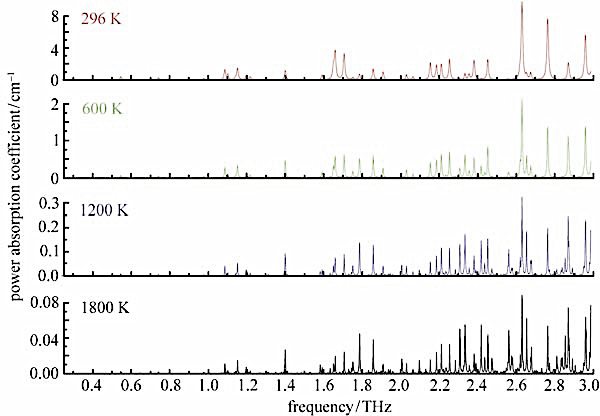 296 K
8
4
0
600 K
2
1
0
1200 K
0.3
0.2
0.1
0.0
1800 K
0.08
0.04
0.00
power absorption coefficient/cm⁻¹
0.4 0.6 0.8 1.0 1.2 1.4 1.6 1.8 2.0 2.2 2.4 2.6 2.8 3.0
frequency/THz